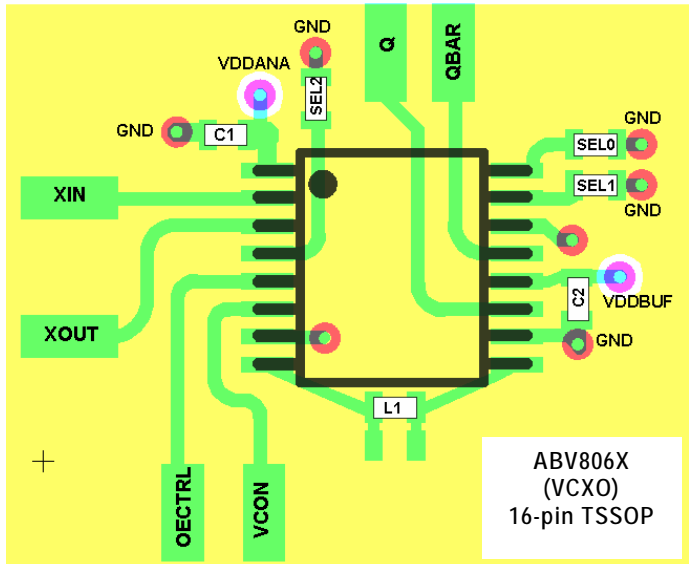 GND
VDDANA
SEL2
Q
QBAR
GND
C1
GND
SEL0
XIN
SEL1
GND
XOUT
C2
VDDBUF
GND
L1
OECTRL
VCON
ABV806X
(VCXO)
16-pin TSSOP